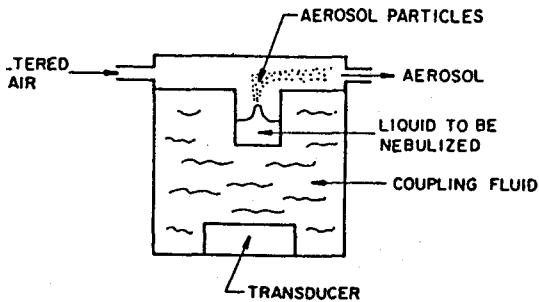 AEROSOL PARTICLES
.TERED
AIR
AEROSOL
LIQUID TO BE
NEBULIZED
COUPLING FLUID
TRANSDUCER